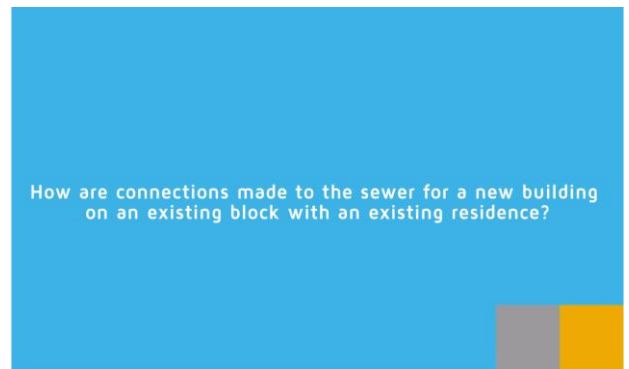 How are connections made to the sewer for a new building
on an existing block with an existing residence?